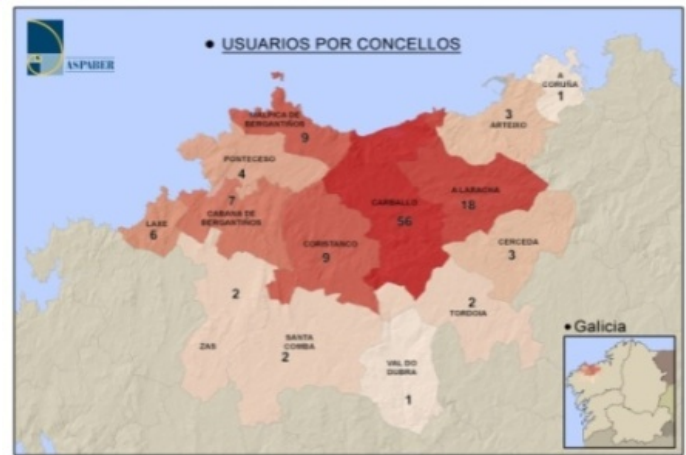 ASPABER
• USUARIOS POR CONCELLOS
A
CORUÑA
1
3
ARTEIXO
MALPICA DE
BERGANTIÑOS
9
PONTECESO
4
7
CABANA DE
BERGANTIÑOS
LAXE
6
CORISTANCO
9
CARBALLO
56
A LARACHA
18
CERCEDA
3
2
TORDOIA
2
ZAS
SANTA
COMBA
2
VAL DO
DUBRA
1
• Galicia